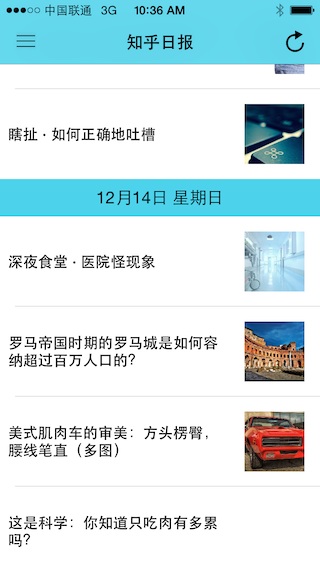 中国联通 3G 10:36 AM
知乎日报
瞎扯 · 如何正确地吐槽
12月14日 星期日
深夜食堂 · 医院怪现象
罗马帝国时期的罗马城是如何容
纳超过百万人口的?
美式肌肉车的审美：方头楞臀，
腰线笔直（多图）
这是科学：你知道只吃肉有多累
吗?